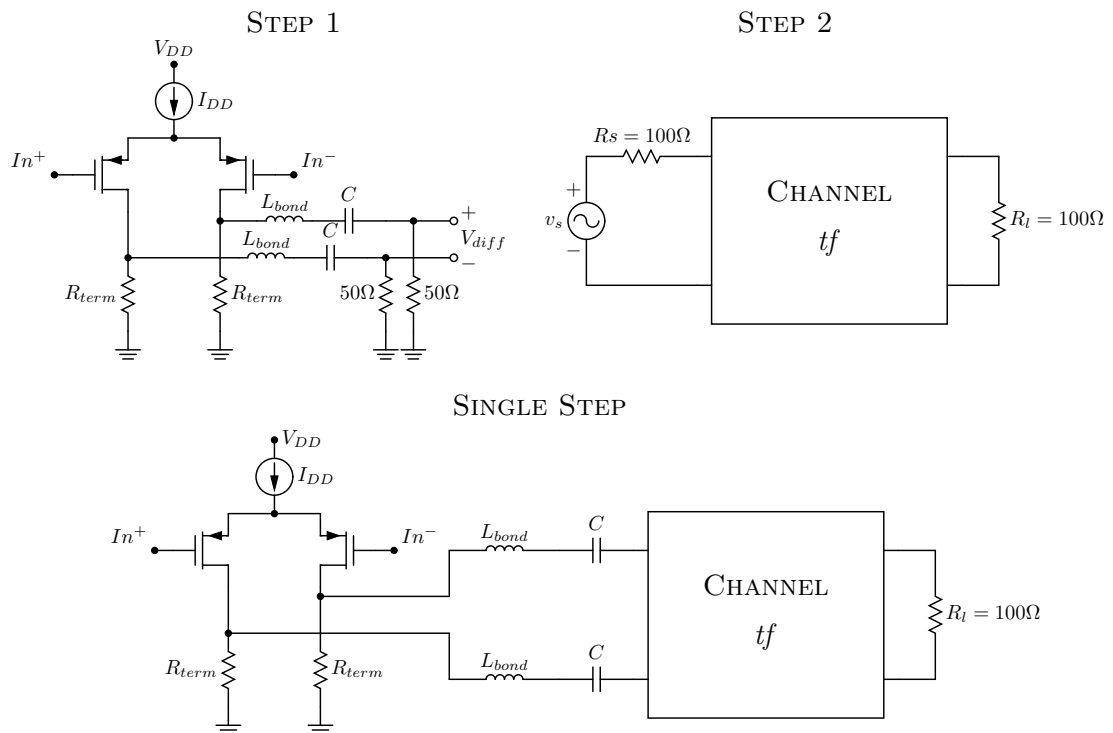 STEP 1
V_DD
I_DD
In^+
In^-
L_bond
C
+
V_diff
−
L_bond
C
R_term
R_term
50Ω
50Ω
STEP 2
Rs = 100Ω
+
v_s
−
CHANNEL
tf
R_l = 100Ω
SINGLE STEP
V_DD
I_DD
In^+
In^-
L_bond
C
L_bond
C
R_term
R_term
CHANNEL
tf
R_l = 100Ω